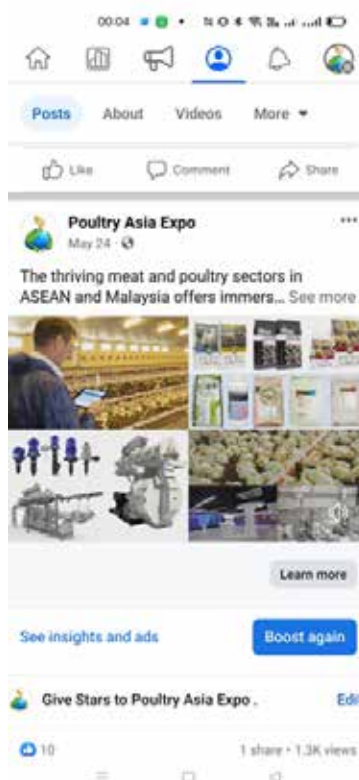 00:04
Posts About Videos More
Like Comment Share
Poultry Asia Expo
May 24
The thriving meat and poultry sectors in
ASEAN and Malaysia offers immers... See more
Learn more
See insights and ads Boost again
Give Stars to Poultry Asia Expo . Edit
10 1 share • 1.3K views